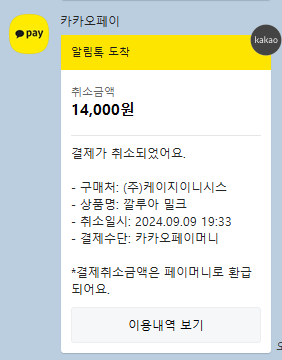 pay
카카오페이
알림톡 도착
kakao
취소금액
14,000원
결제가 취소되었어요.
- 구매처: (주)케이지이니시스
- 상품명: 깔루아 밀크
- 취소일시: 2024.09.09 19:33
- 결제수단: 카카오페이머니
*결제취소금액은 페이머니로 환급
되어요.
이용내역 보기